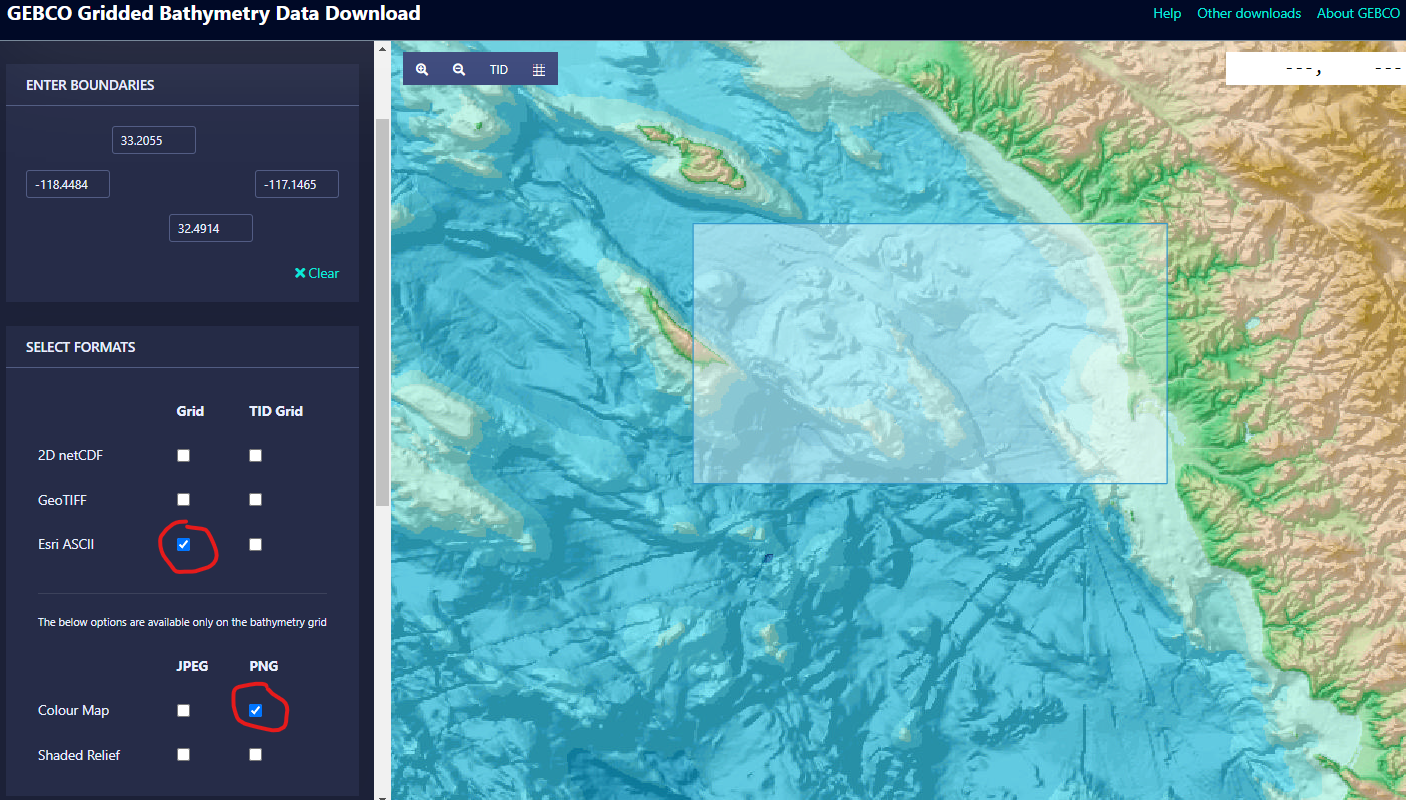 GEBCO Gridded Bathymetry Data Download
Help Other downloads About GEBCO
ENTER BOUNDARIES
33.2055
-118.4484 -117.1465
32.4914
Clear
SELECT FORMATS
Grid TID Grid
2D netCDF
GeoTIFF
Esri ASCII
The below options are available only on the bathymetry grid
JPEG PNG
Colour Map
Shaded Relief
TID
---, ---